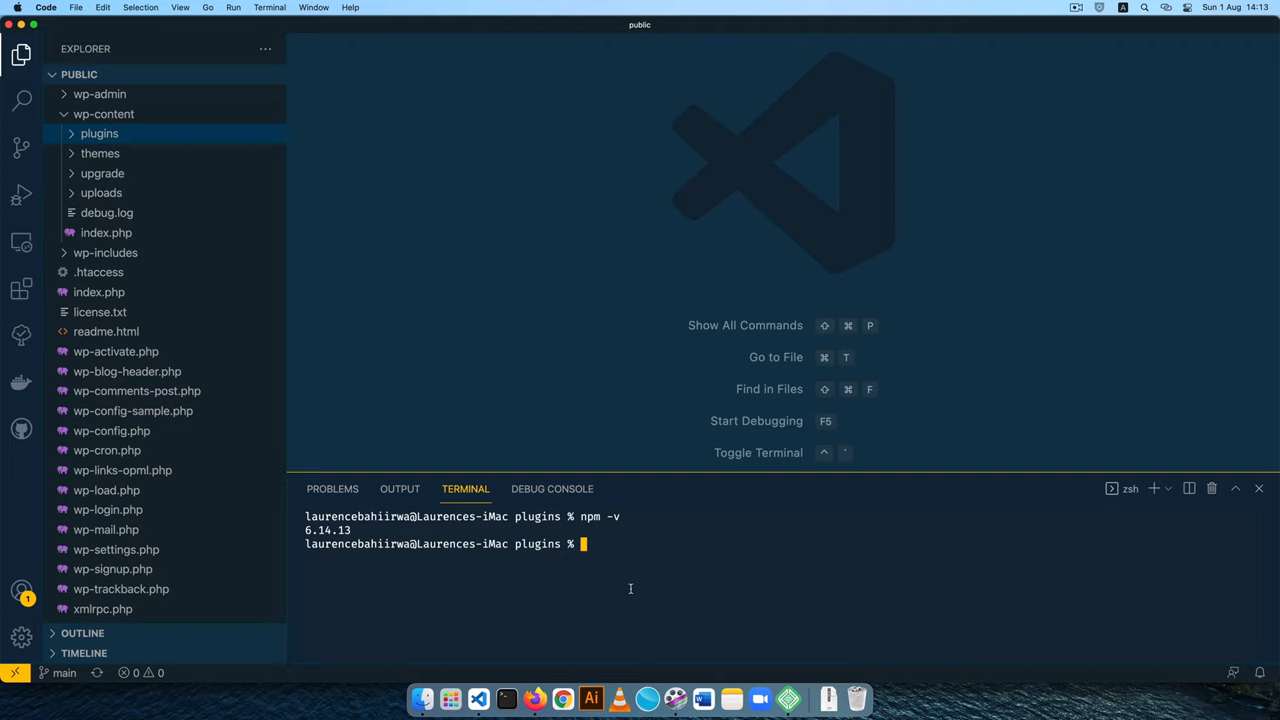 Code File Edit Selection View Go Run Terminal Window Help
A Sun 1 Aug 14:13
public
EXPLORER
PUBLIC
wp-admin
wp-content
plugins
themes
upgrade
uploads
debug.log
index.php
wp-includes
.htaccess
index.php
license.txt
readme.html
wp-activate.php
wp-blog-header.php
wp-comments-post.php
wp-config-sample.php
wp-config.php
wp-cron.php
wp-links-opml.php
wp-load.php
wp-login.php
wp-mail.php
wp-settings.php
wp-signup.php
wp-trackback.php
xmlrpc.php
OUTLINE
TIMELINE
1
Show All Commands ⇧ ⌘ P
Go to File ⌘ T
Find in Files ⇧ ⌘ F
Start Debugging F5
Toggle Terminal ^ `
PROBLEMS OUTPUT TERMINAL DEBUG CONSOLE
zsh
laurencebahiirwa@Laurences-iMac plugins % npm -v
6.14.13
laurencebahiirwa@Laurences-iMac plugins %
main 0 0
Ai W